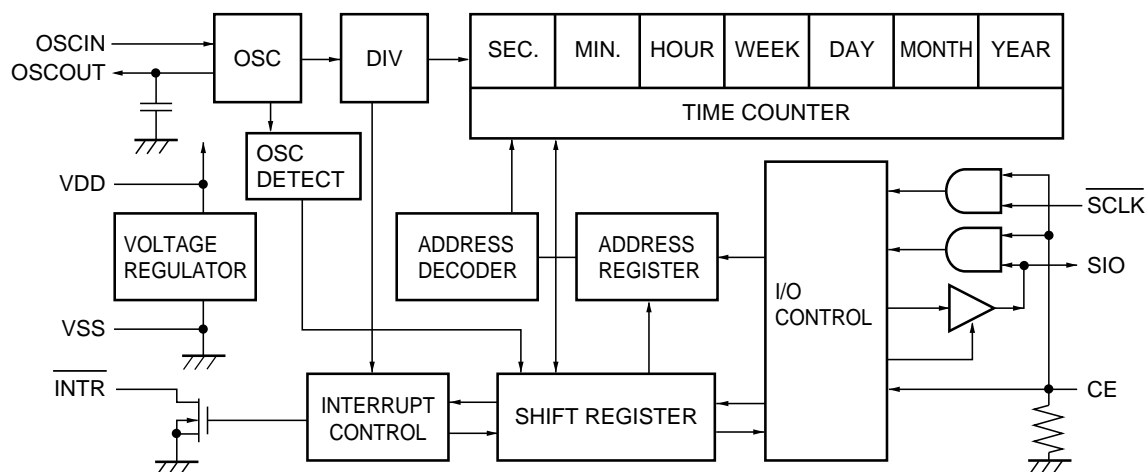 OSCIN
OSCOUT
OSC
DIV
SEC.
MIN.
HOUR
WEEK
DAY
MONTH
YEAR
TIME COUNTER
OSC
DETECT
VDD
VOLTAGE
REGULATOR
VSS
ADDRESS
DECODER
ADDRESS
REGISTER
I/O
CONTROL
SCLK
SIO
CE
INTR
INTERRUPT
CONTROL
SHIFT REGISTER